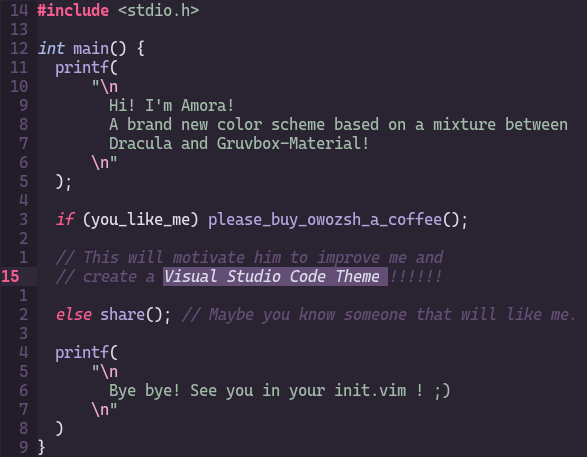 14 #include <stdio.h>
13
12 int main() {
11   printf(
10       "\n
9         Hi! I'm Amora!
8         A brand new color scheme based on a mixture between
7         Dracula and Gruvbox-Material!
6       \n"
5   );
4
3   if (you_like_me) please_buy_owozsh_a_coffee();
2
1   // This will motivate him to improve me and
15   // create a Visual Studio Code Theme !!!!!!
1
2   else share(); // Maybe you know someone that will like me.
3
4   printf(
5       "\n
6         Bye bye! See you in your init.vim ! ;)
7       \n"
8   )
9 }